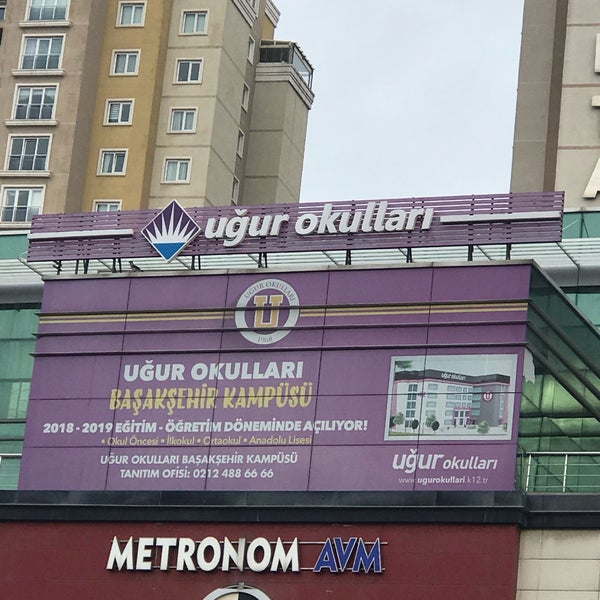 uğur okulları
UĞUR OKULLARI
U
1968
UĞUR OKULLARI
BAŞAKŞEHİR KAMPÜSÜ
2018 - 2019 EĞİTİM - ÖĞRETİM DÖNEMİNDE AÇILIYOR!
• Okul Öncesi • İlkokul • Ortaokul • Anadolu Lisesi
UĞUR OKULLARI BAŞAKŞEHİR KAMPÜSÜ
TANITIM OFİSİ: 0212 488 66 66
uğur okulları
uğur okulları
www.ugurokullari.k12.tr
METRONOM AVM